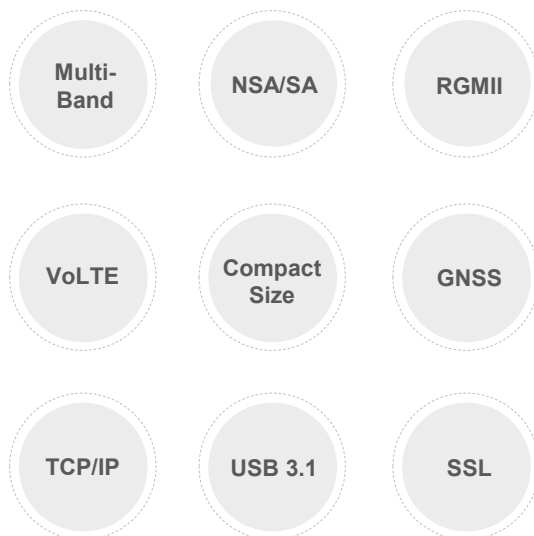 Multi-
Band
NSA/SA
RGMII
VoLTE
Compact
Size
GNSS
TCP/IP
USB 3.1
SSL